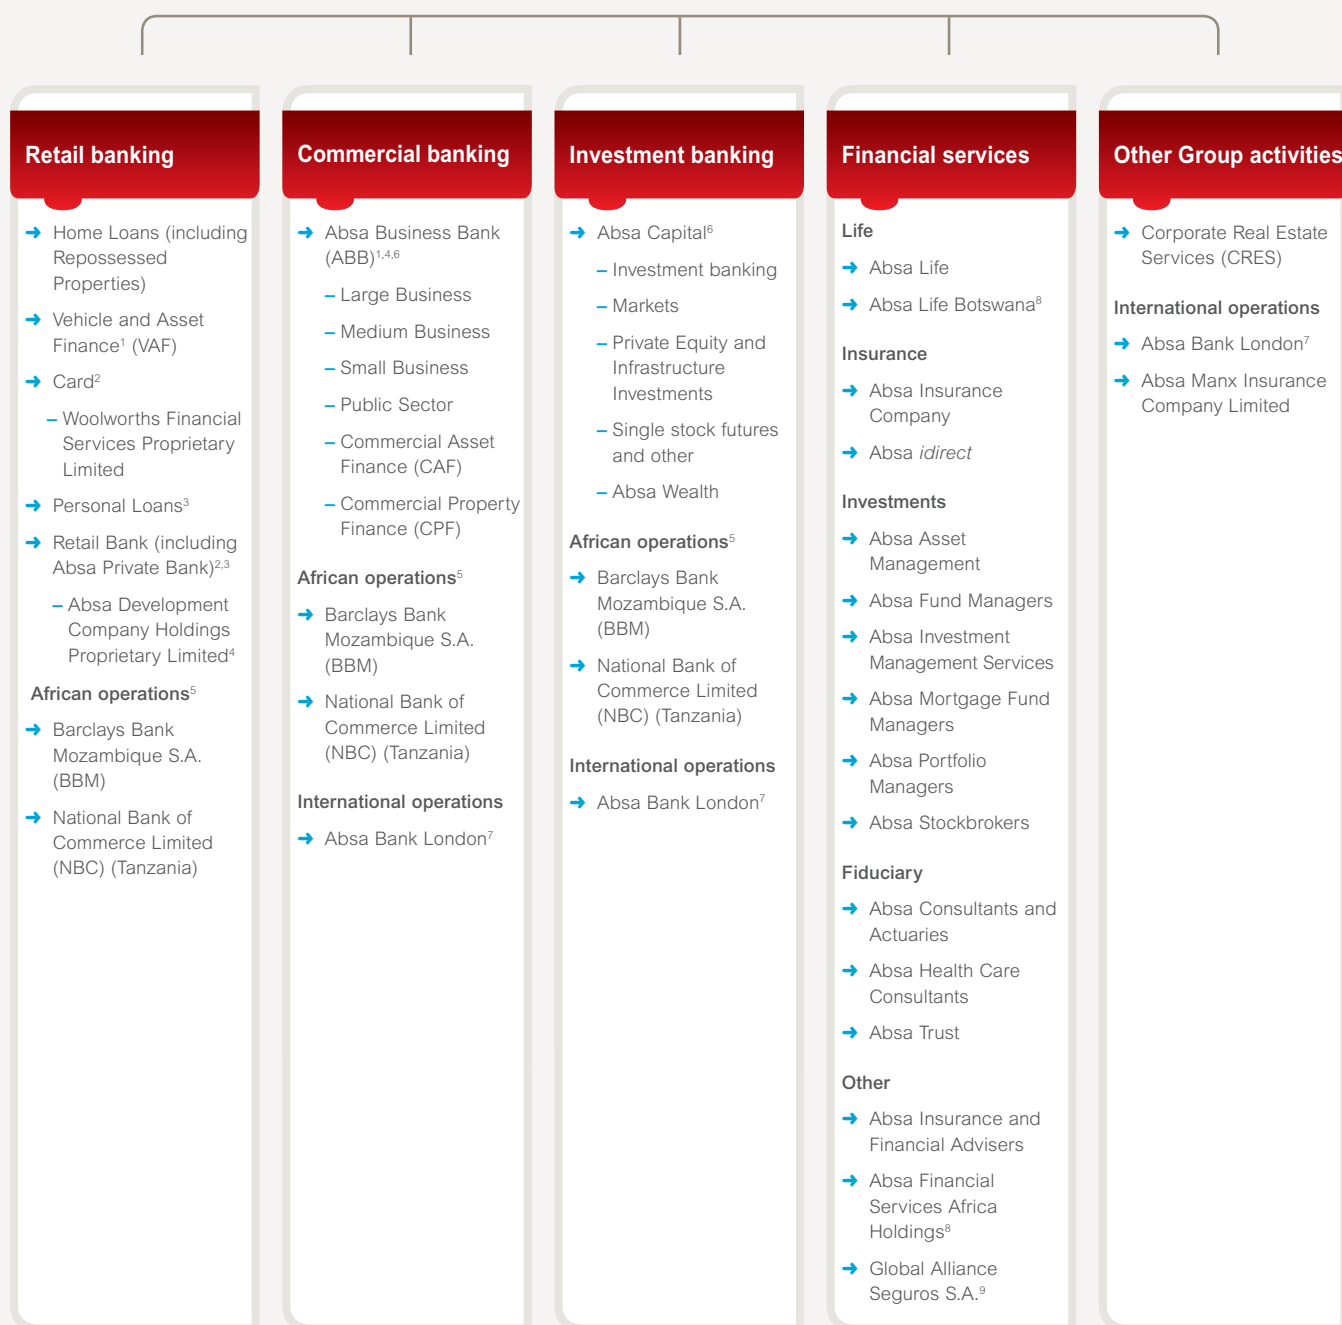 Retail banking
➜ Home Loans (including
Repossessed
Properties)
➜ Vehicle and Asset
Finance¹ (VAF)
➜ Card²
– Woolworths Financial
Services Proprietary
Limited
➜ Personal Loans³
➜ Retail Bank (including
Absa Private Bank)²,³
– Absa Development
Company Holdings
Proprietary Limited⁴
African operations⁵
➜ Barclays Bank
Mozambique S.A.
(BBM)
➜ National Bank of
Commerce Limited
(NBC) (Tanzania)
Commercial banking
➜ Absa Business Bank
(ABB)¹,⁴,⁶
– Large Business
– Medium Business
– Small Business
– Public Sector
– Commercial Asset
Finance (CAF)
– Commercial Property
Finance (CPF)
African operations⁵
➜ Barclays Bank
Mozambique S.A.
(BBM)
➜ National Bank of
Commerce Limited
(NBC) (Tanzania)
International operations
➜ Absa Bank London⁷
Investment banking
➜ Absa Capital⁶
– Investment banking
– Markets
– Private Equity and
Infrastructure
Investments
– Single stock futures
and other
– Absa Wealth
African operations⁵
➜ Barclays Bank
Mozambique S.A.
(BBM)
➜ National Bank of
Commerce Limited
(NBC) (Tanzania)
International operations
➜ Absa Bank London⁷
Financial services
Life
➜ Absa Life
➜ Absa Life Botswana⁸
Insurance
➜ Absa Insurance
Company
➜ Absa idirect
Investments
➜ Absa Asset
Management
➜ Absa Fund Managers
➜ Absa Investment
Management Services
➜ Absa Mortgage Fund
Managers
➜ Absa Portfolio
Managers
➜ Absa Stockbrokers
Fiduciary
➜ Absa Consultants and
Actuaries
➜ Absa Health Care
Consultants
➜ Absa Trust
Other
➜ Absa Insurance and
Financial Advisers
➜ Absa Financial
Services Africa
Holdings⁸
➜ Global Alliance
Seguros S.A.⁹
Other Group activities
➜ Corporate Real Estate
Services (CRES)
International operations
➜ Absa Bank London⁷
➜ Absa Manx Insurance
Company Limited